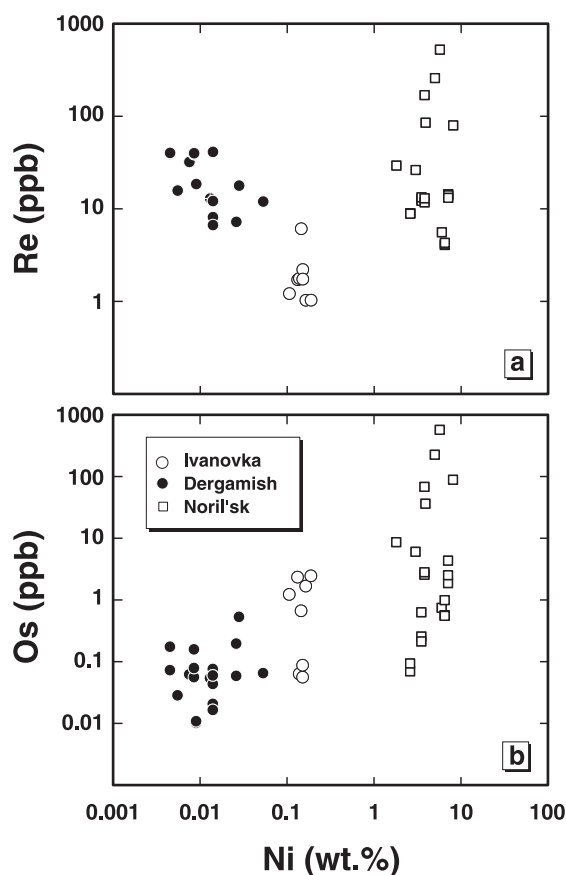 1000
100
10
1
Re (ppb)
a
1000
100
10
1
0.1
0.01
Os (ppb)
Ivanovka
Dergamish
Noril'sk
b
0.001 0.01 0.1 1 10 100
Ni (wt.%)